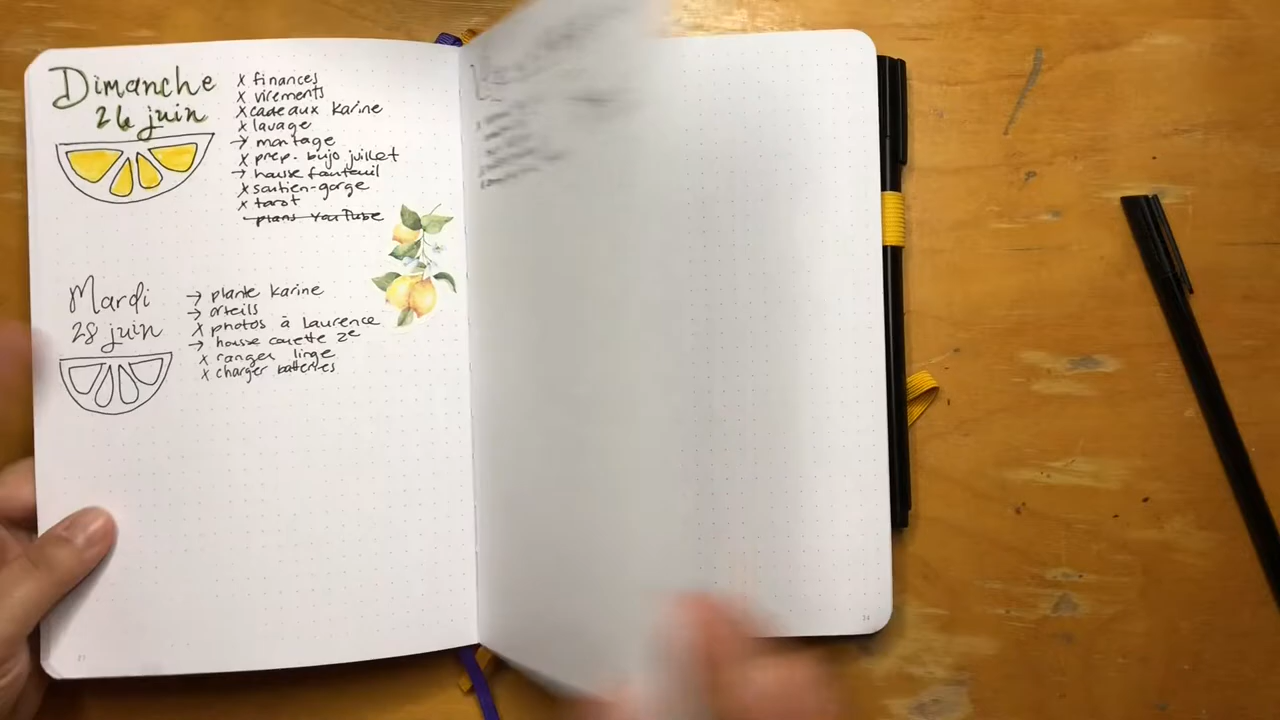 Dimanche
26 juin
x finances
x virements
x cadeaux Karine
x lavage
→ montage
x prep. bujo juillet
→ housse fauteuil
x soutien-gorge
x tarot
plans YouTube
Mardi
28 juin
→ plante Karine
→ orteils
x photos à Laurence
→ housse couette 2e
x ranger linge
x charger batteries